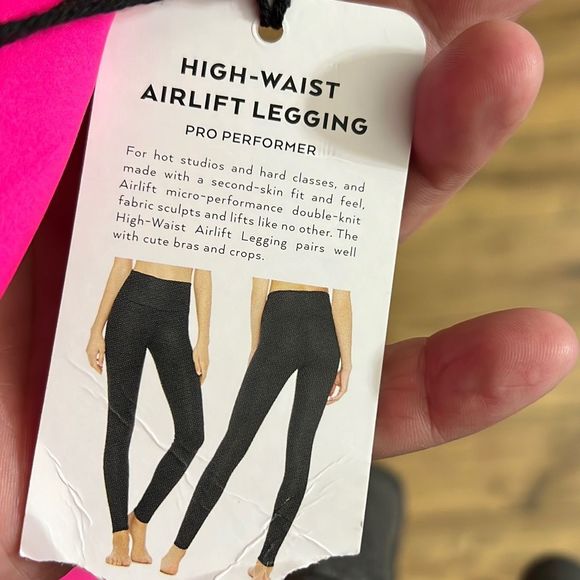 HIGH-WAIST
AIRLIFT LEGGING
PRO PERFORMER
For hot studios and hard classes, and
made with a second-skin fit and feel,
Airlift micro-performance double-knit
fabric sculpts and lifts like no other. The
High-Waist Airlift Legging pairs well
with cute bras and crops.